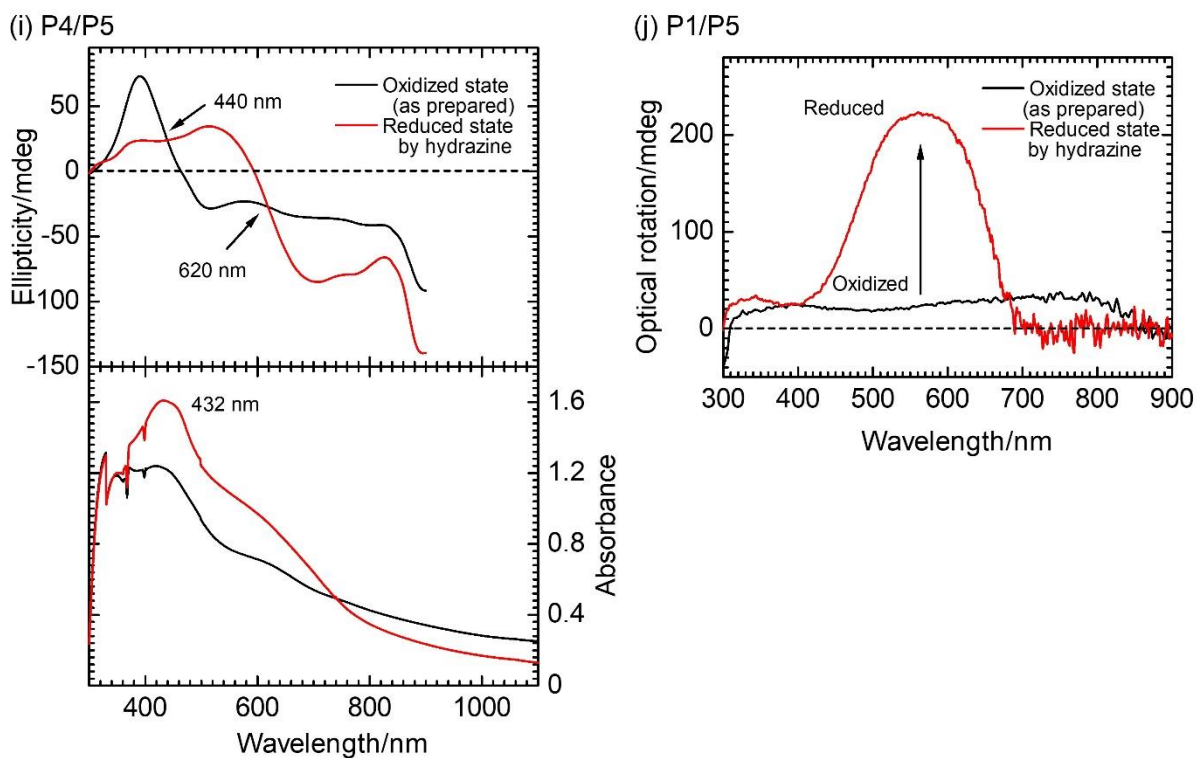 (i) P4/P5
Ellipticity/mdeg
50
0
-50
-100
-150
440 nm
620 nm
Oxidized state
(as prepared)
Reduced state
by hydrazine
432 nm
1.6
1.2
0.8
0.4
0
Absorbance
400 600 800 1000
Wavelength/nm
(j) P1/P5
Optical rotation/mdeg
200
100
0
Reduced
Oxidized
Oxidized state
(as prepared)
Reduced state
by hydrazine
300 400 500 600 700 800 900
Wavelength/nm